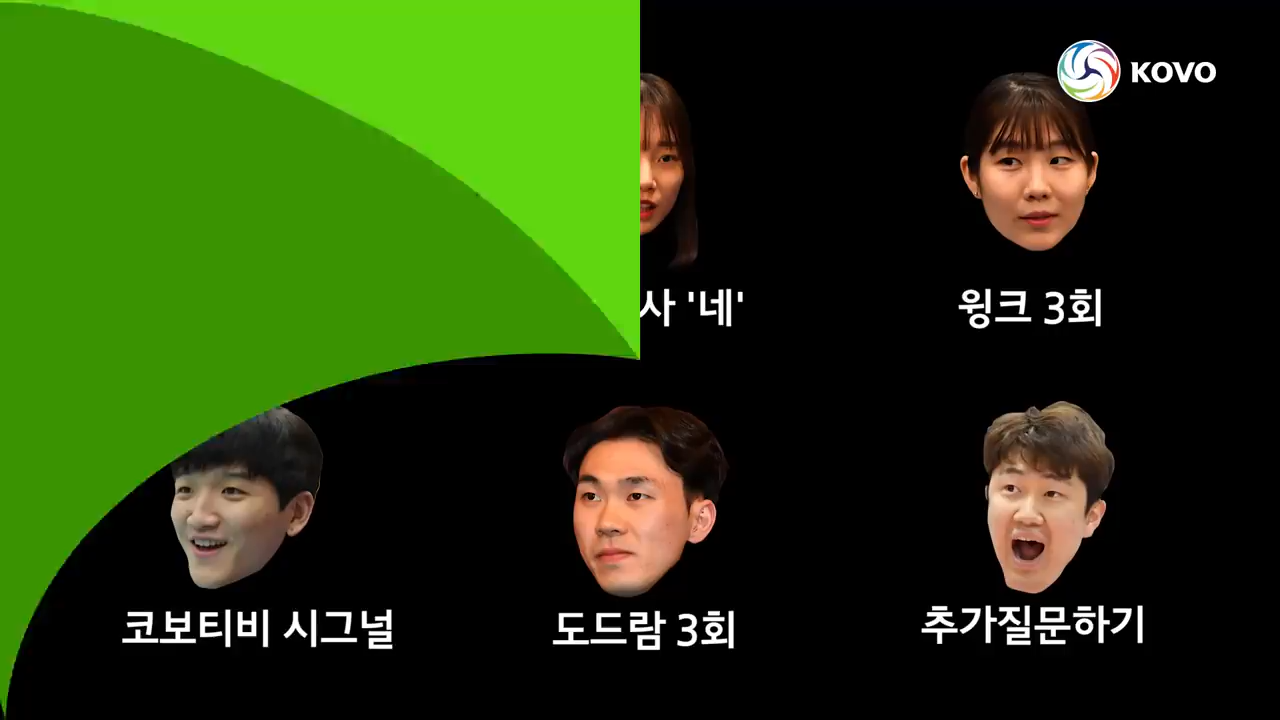 KOVO
사 '네'
윙크 3회
코보티비 시그널
도드람 3회
추가질문하기